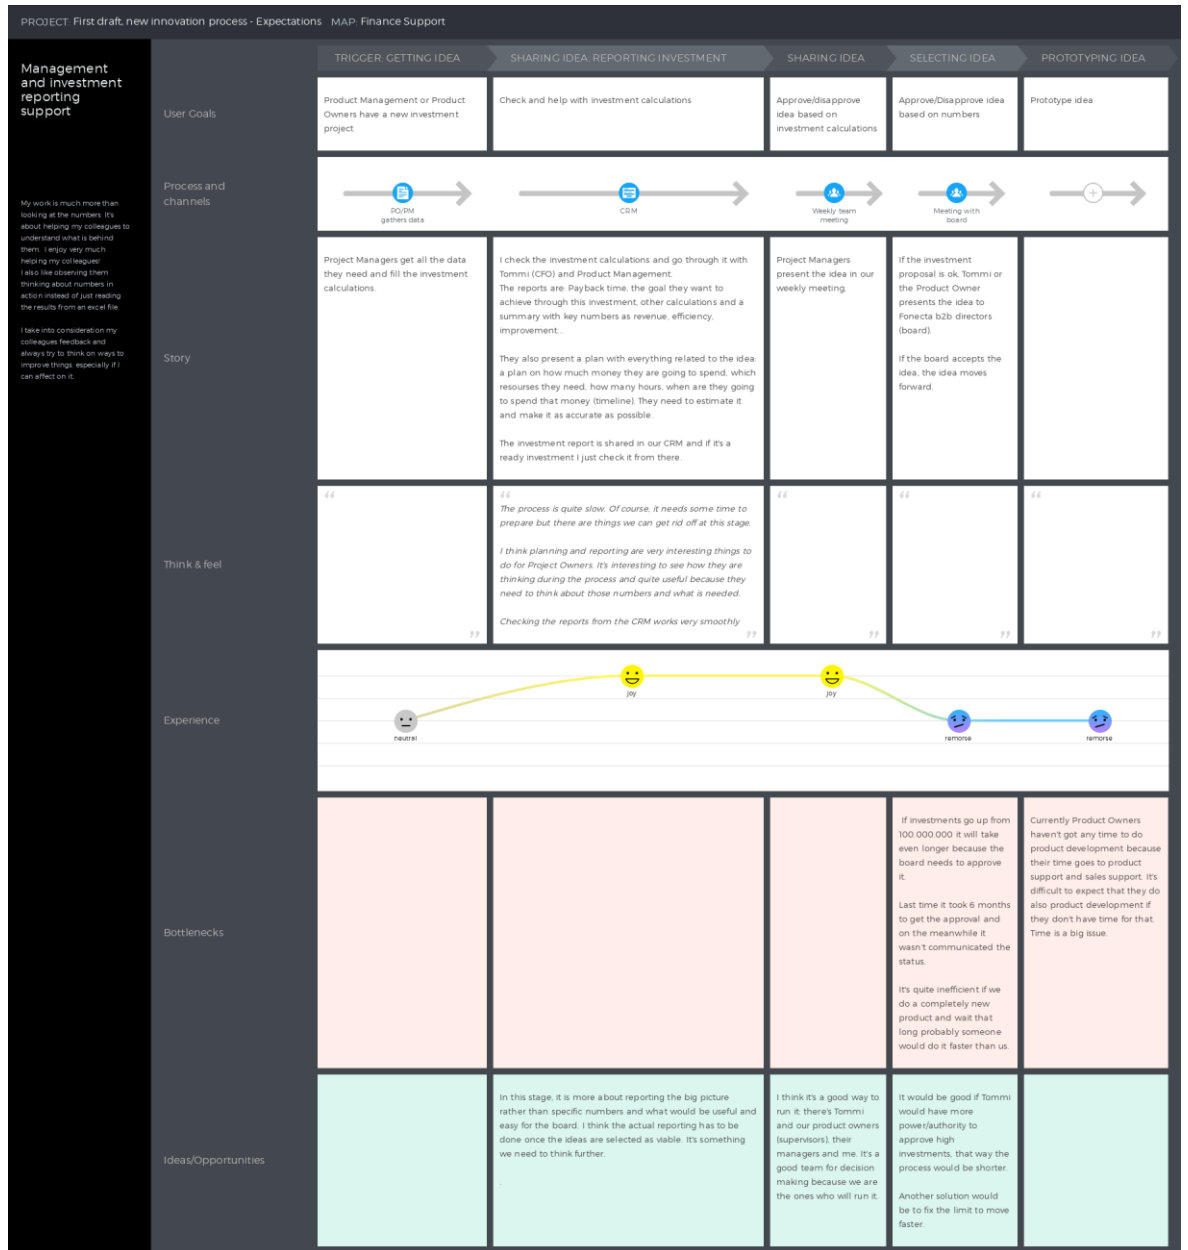 PROJECT: First draft, new innovation process - Expectations   MAP: Finance Support
Management
and investment
reporting
support
My work is much more than
looking at the numbers. It's
about helping my colleagues to
understand what is behind
them. I enjoy very much
helping my colleagues!
I also like observing them
thinking about numbers in
action instead of just reading
the results from an excel file
I take into consideration my
colleagues feedback and
always try to think on ways to
improve things, especially if I
can affect on it.
TRIGGER: GETTING IDEA
SHARING IDEA: REPORTING INVESTMENT
SHARING IDEA
SELECTING IDEA
PROTOTYPING IDEA
User Goals
Product Management or Product
Owners have a new investment
project
Check and help with investment calculations
Approve/disapprove
idea based on
investment calculations
Approve/Disapprove idea
based on numbers
Prototype idea
Process and
channels
PO/PM
gathers data
CRM
Weekly team
meeting
Meeting with
board
Story
Project Managers get all the data
they need and fill the investment
calculations.
I check the investment calculations and go through it with
Tommi (CFO) and Product Management.
The reports are: Payback time, the goal they want to
achieve through this investment, other calculations and a
summary with key numbers as revenue, efficiency,
improvement...
They also present a plan with everything related to the idea:
a plan on how much money they are going to spend, which
resourses they need, how many hours, when are they going
to spend that money (timeline). They need to estimate it
and make it as accurate as possible.
The investment report is shared in our CRM and if it's a
ready investment I just check it from there.
Project Managers
present the idea in our
weekly meeting,
If the investment
proposal is ok, Tommi or
the Product Owner
presents the idea to
Fonecta b2b directors
(board).
If the board accepts the
idea, the idea moves
forward.
Think & feel
The process is quite slow. Of course, it needs some time to
prepare but there are things we can get rid off at this stage.
I think planning and reporting are very interesting things to
do for Project Owners. It's interesting to see how they are
thinking during the process and quite useful because they
need to think about those numbers and what is needed.
Checking the reports from the CRM works very smoothly
Experience
neutral
joy
joy
remorse
remorse
Bottlenecks
If investments go up from
100.000.000 it will take
even longer because the
board needs to approve
it.
Last time it took 6 months
to get the approval and
on the meanwhile it
wasn't communicated the
status.
It's quite inefficient if we
do a completely new
product and wait that
long probably someone
would do it faster than us.
Currently Product Owners
haven't got any time to do
product development because
their time goes to product
support and sales support. It's
difficult to expect that they do
also product development if
they don't have time for that.
Time is a big issue.
Ideas/Opportunities
In this stage, it is more about reporting the big picture
rather than specific numbers and what would be useful and
easy for the board. I think the actual reporting has to be
done once the ideas are selected as viable. It's something
we need to think further.
.
I think it's a good way to
run it: there's Tommi
and our product owners
(supervisors), their
managers and me. It's a
good team for decision
making because we are
the ones who will run it.
It would be good if Tommi
would have more
power/authority to
approve high
investments, that way the
process would be shorter.
Another solution would
be to fix the limit to move
faster.